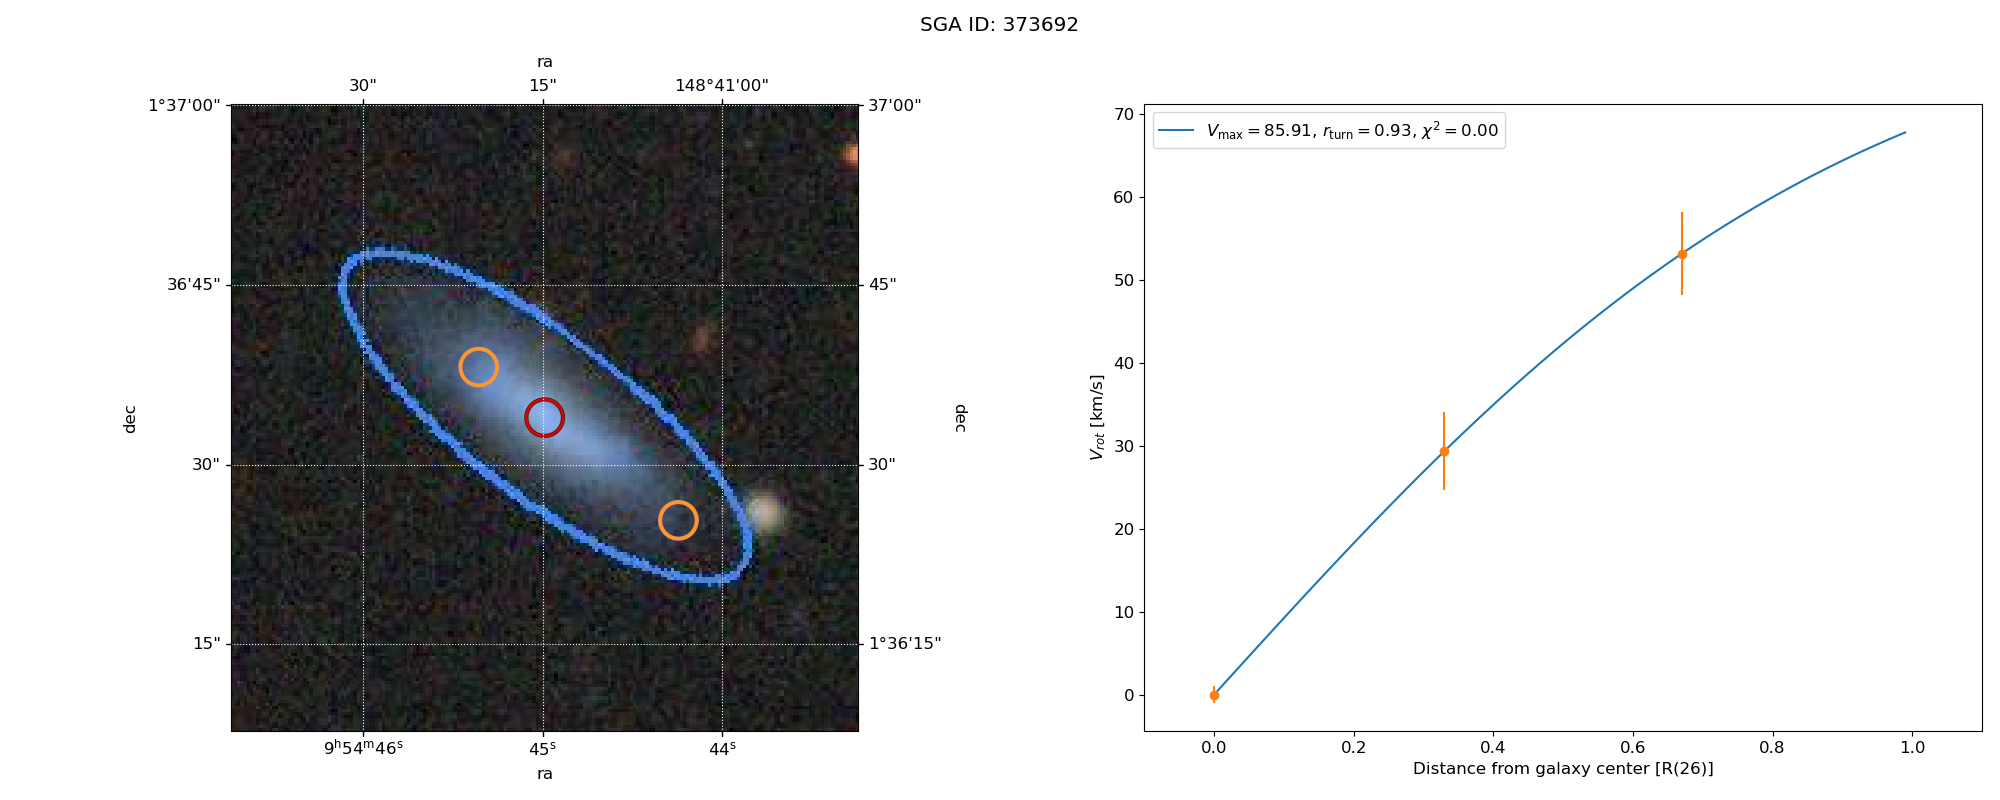 SGA ID: 373692
ra
30" 15" 148°41'00"
1°37'00" 37'00"
36'45" 45"
dec dec
30" 30"
15" 1°36'15"
9h54m46s 45s 44s
ra
70
60
50
40
30
20
10
0
Vrot [km/s]
Vmax = 85.91, rturn = 0.93, χ² = 0.00
0.0 0.2 0.4 0.6 0.8 1.0
Distance from galaxy center [R(26)]